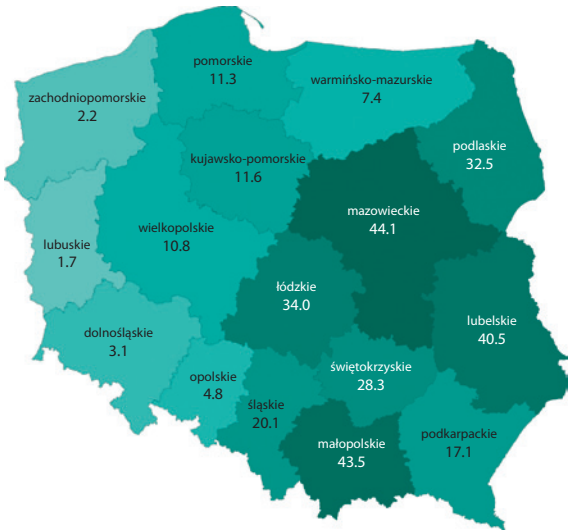 pomorskie
11.3
warmińsko-mazurskie
7.4
zachodniopomorskie
2.2
podlaskie
32.5
kujawsko-pomorskie
11.6
mazowieckie
44.1
wielkopolskie
10.8
lubuskie
1.7
łódzkie
34.0
lubelskie
40.5
dolnośląskie
3.1
opolskie
4.8
świętokrzyskie
28.3
śląskie
20.1
małopolskie
43.5
podkarpackie
17.1